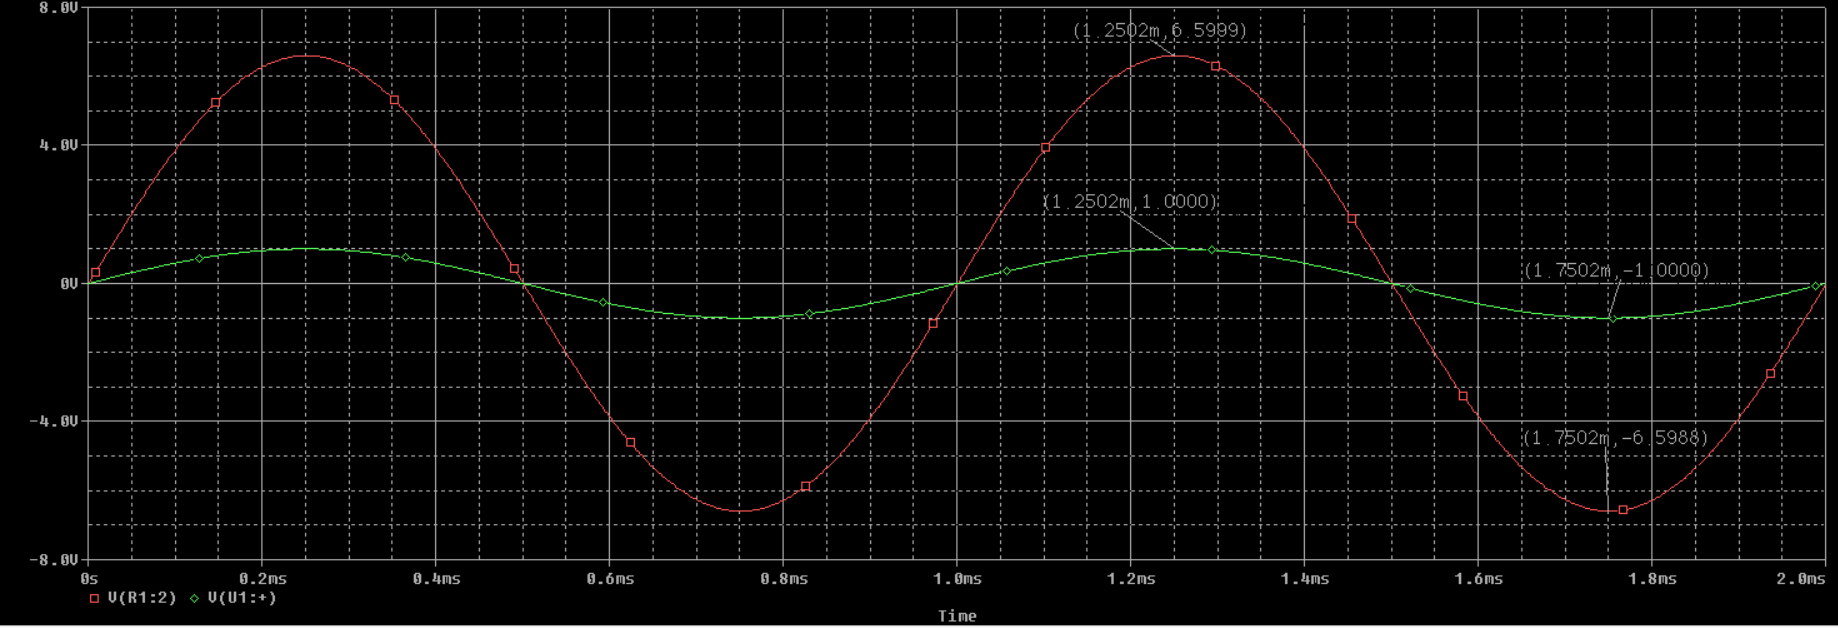 8.0V
(1.2502m,6.5999)
4.0V
(1.2502m,1.0000)
(1.7502m,-1.0000)
0V
-4.0V
(1.7502m,-6.5988)
-8.0V
0s 0.2ms 0.4ms 0.6ms 0.8ms 1.0ms 1.2ms 1.4ms 1.6ms 1.8ms 2.0ms
V(R1:2) V(U1:+)
Time